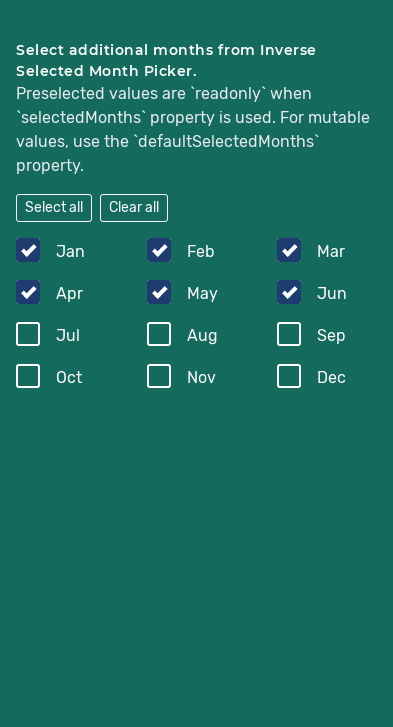 Select additional months from Inverse
Selected Month Picker.
Preselected values are `readonly` when
`selectedMonths` property is used. For mutable
values, use the `defaultSelectedMonths`
property.
Select all Clear all
Jan Feb Mar
Apr May Jun
Jul Aug Sep
Oct Nov Dec